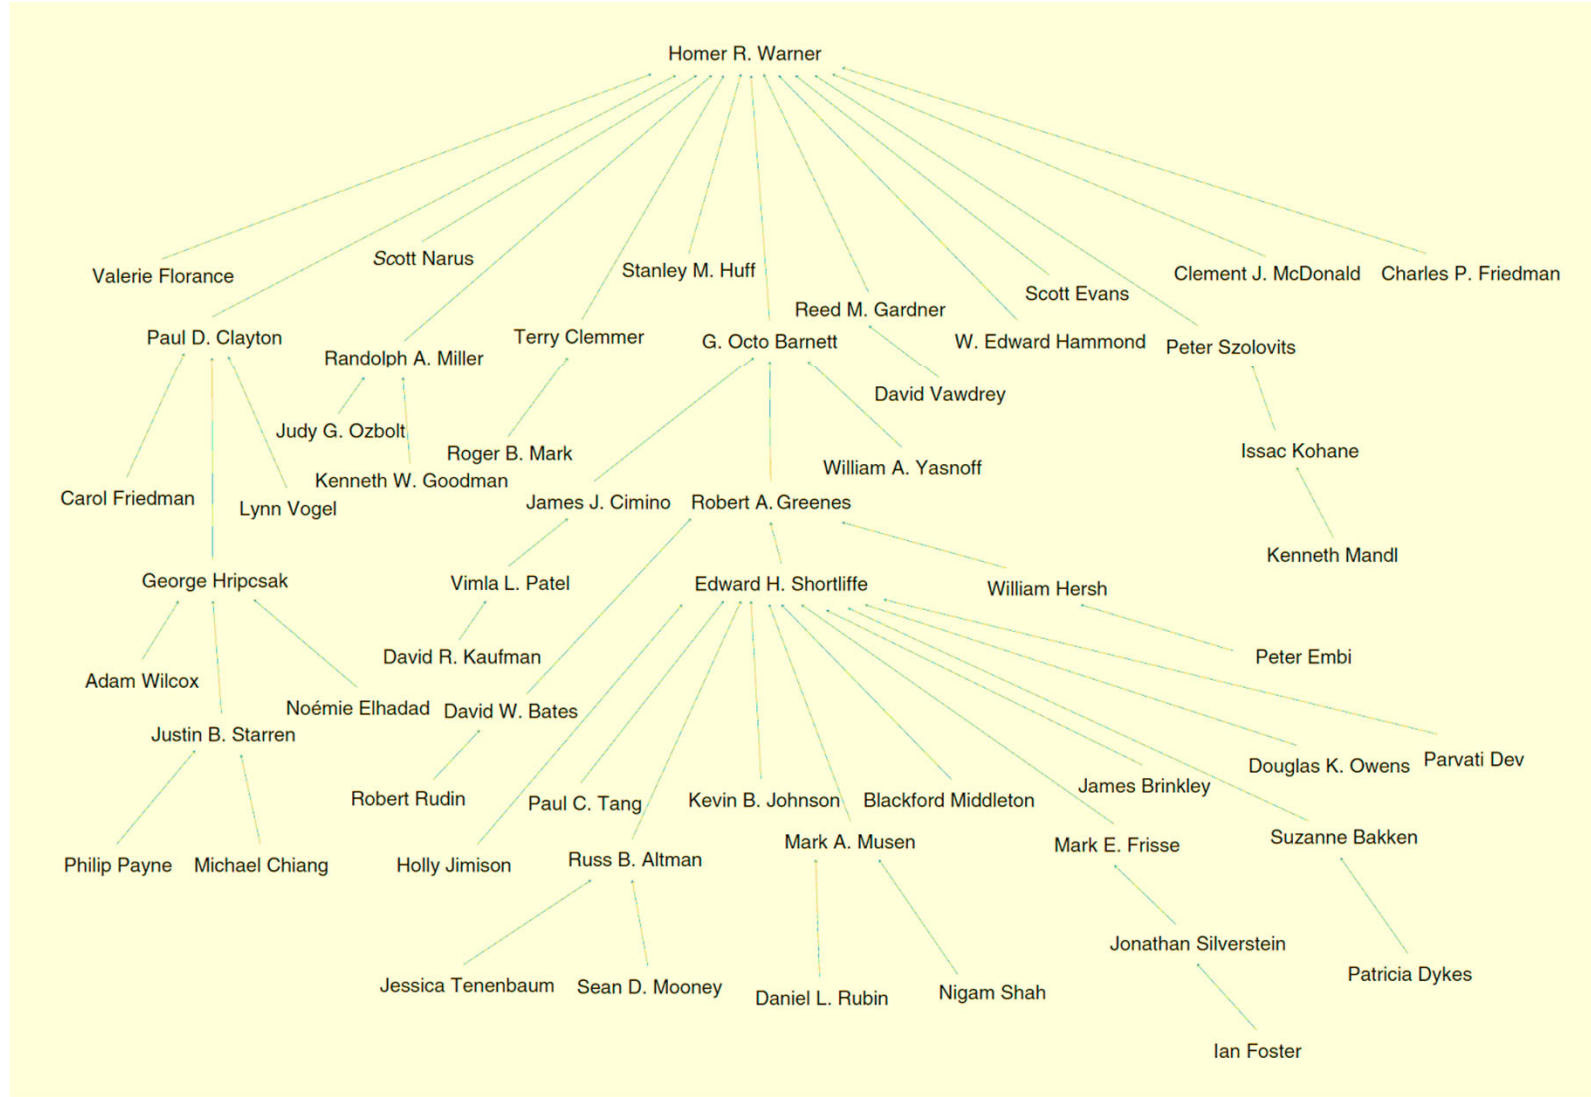 Homer R. Warner
Valerie Florance
Scott Narus
Stanley M. Huff
Clement J. McDonald
Charles P. Friedman
Scott Evans
Reed M. Gardner
Paul D. Clayton
Terry Clemmer
G. Octo Barnett
W. Edward Hammond
Peter Szolovits
Randolph A. Miller
David Vawdrey
Judy G. Ozbolt
Roger B. Mark
Issac Kohane
William A. Yasnoff
Kenneth W. Goodman
Carol Friedman
Lynn Vogel
James J. Cimino
Robert A. Greenes
Kenneth Mandl
George Hripcsak
Vimla L. Patel
Edward H. Shortliffe
William Hersh
David R. Kaufman
Peter Embi
Adam Wilcox
Noémie Elhadad
David W. Bates
Justin B. Starren
Douglas K. Owens
Parvati Dev
James Brinkley
Robert Rudin
Paul C. Tang
Kevin B. Johnson
Blackford Middleton
Suzanne Bakken
Mark A. Musen
Mark E. Frisse
Philip Payne
Michael Chiang
Holly Jimison
Russ B. Altman
Jonathan Silverstein
Patricia Dykes
Jessica Tenenbaum
Sean D. Mooney
Daniel L. Rubin
Nigam Shah
Ian Foster